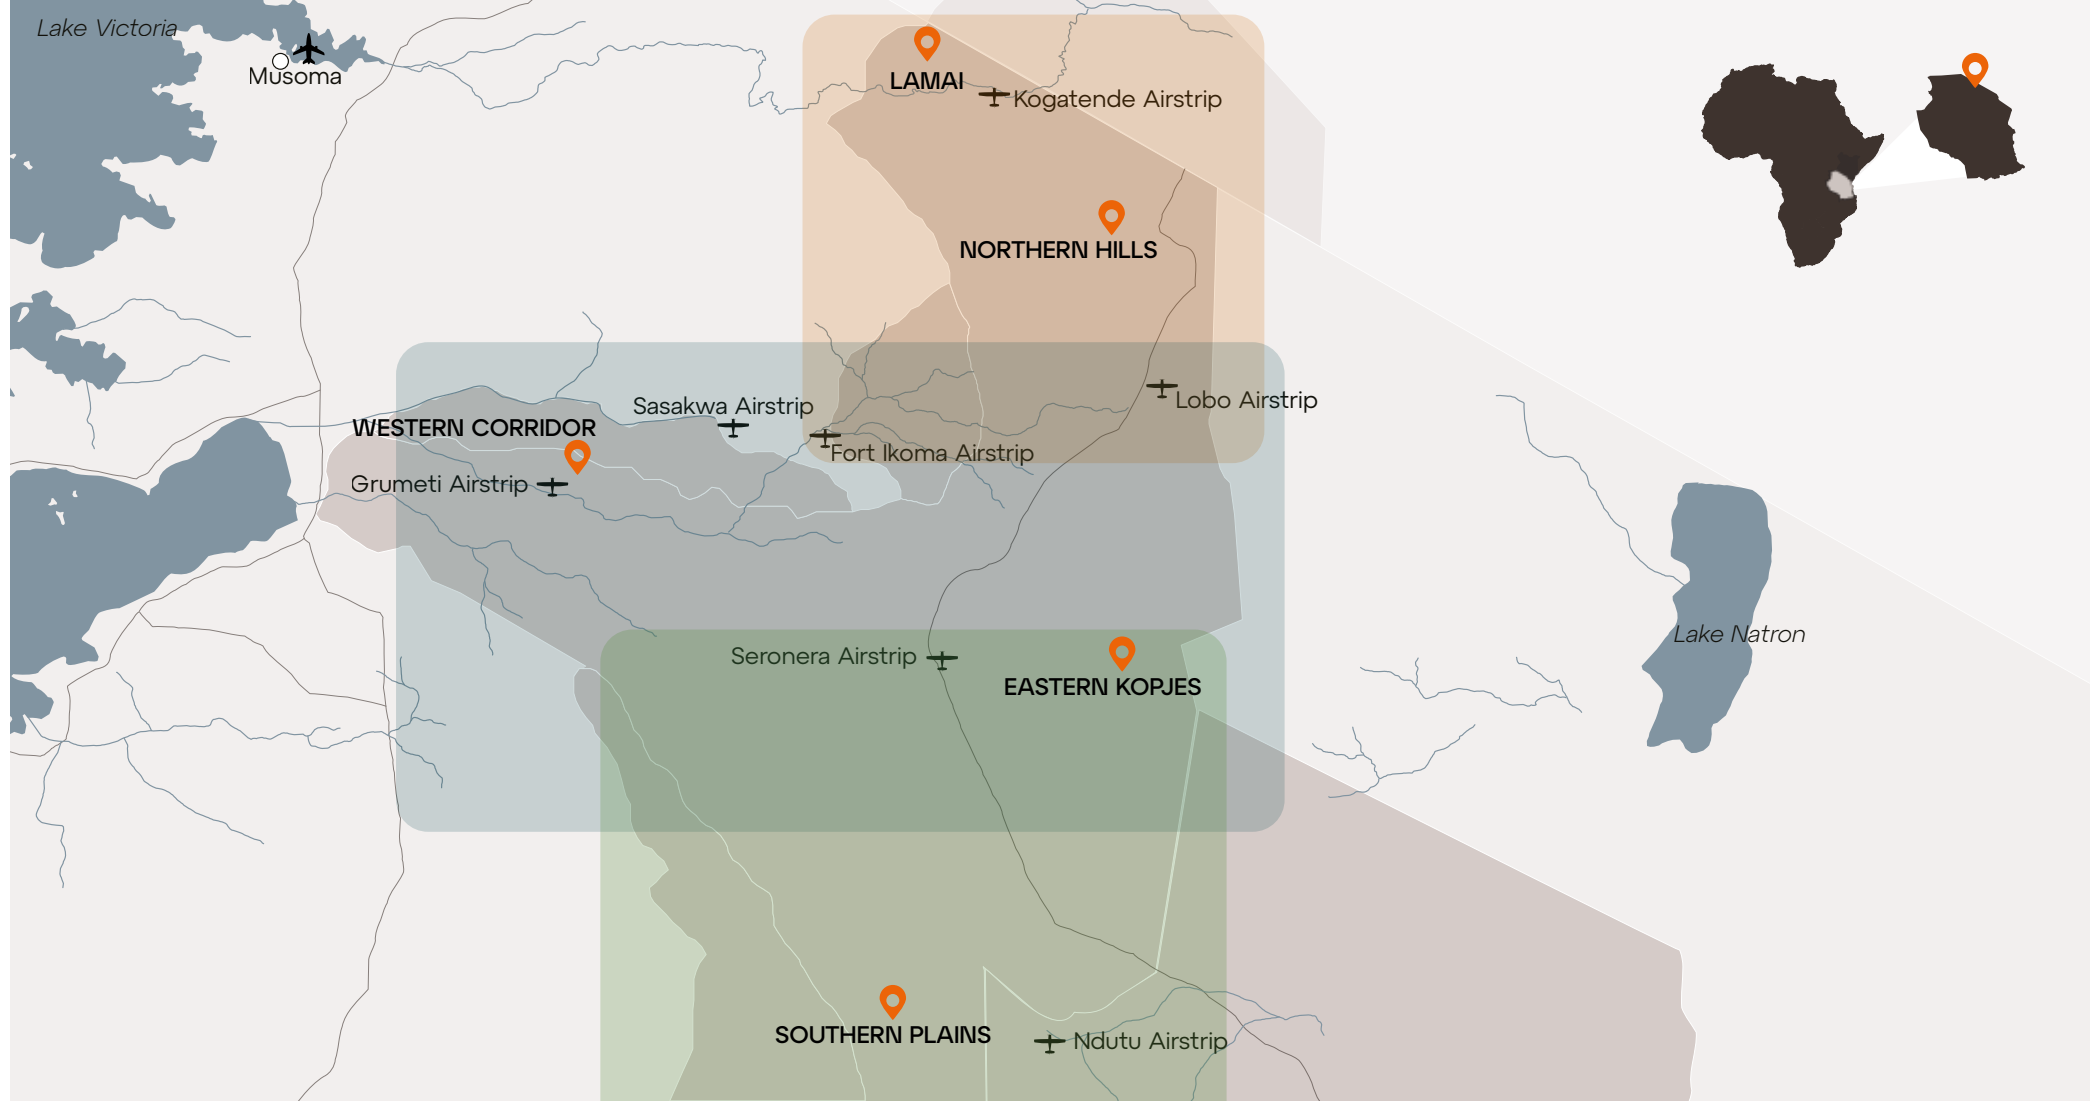 Lake Victoria
Musoma
LAMAI
Kogatende Airstrip
NORTHERN HILLS
Lobo Airstrip
Sasakwa Airstrip
WESTERN CORRIDOR
Fort Ikoma Airstrip
Grumeti Airstrip
Lake Natron
Seronera Airstrip
EASTERN KOPJES
SOUTHERN PLAINS
Ndutu Airstrip